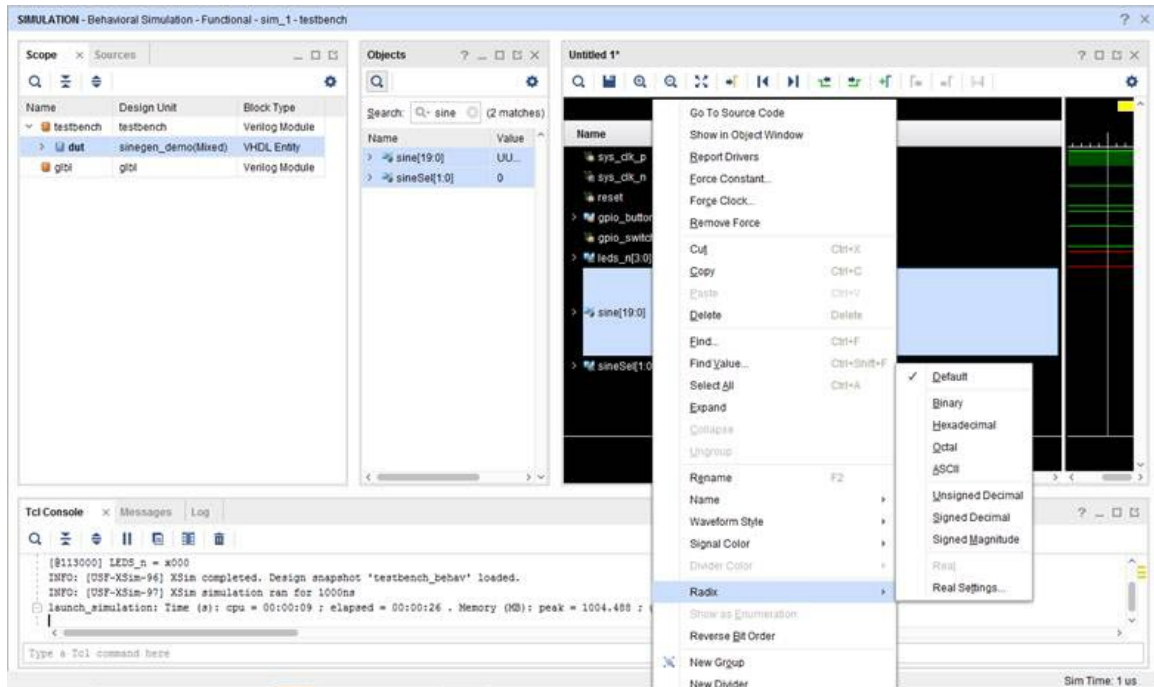 SIMULATION - Behavioral Simulation - Functional - sim_1 - testbench
Scope
Sources
Name Design Unit Block Type
testbench testbench Verilog Module
dut sinegen_demo(Mixed) VHDL Entity
glbl glbl Verilog Module
Objects
Search: sine (2 matches)
Name Value
sine[19:0] UU...
sineSel[1:0] 0
Untitled 1*
Name
sys_clk_p
sys_clk_n
reset
gpio_button
gpio_switch
leds_n[3:0]
sine[19:0]
sineSel[1:0
Go To Source Code
Show in Object Window
Report Drivers
Force Constant...
Force Clock...
Remove Force
Cut Ctrl+X
Copy Ctrl+C
Paste Ctrl+V
Delete Delete
Find... Ctrl+F
Find Value... Ctrl+Shift+F
Select All Ctrl+A
Expand
Collapse
Ungroup
Rename F2
Name
Waveform Style
Signal Color
Divider Color
Radix
Show as Enumeration
Reverse Bit Order
New Group
New Divider
Default
Binary
Hexadecimal
Octal
ASCII
Unsigned Decimal
Signed Decimal
Signed Magnitude
Real
Real Settings...
Tcl Console Messages Log
[@113000] LEDS_n = x000
INFO: [USF-XSim-96] XSim completed. Design snapshot 'testbench_behav' loaded.
INFO: [USF-XSim-97] XSim simulation ran for 1000ns
launch_simulation: Time (s): cpu = 00:00:09 ; elapsed = 00:00:26 . Memory (MB): peak = 1004.488 ;
Type a Tcl command here
Sim Time: 1 us